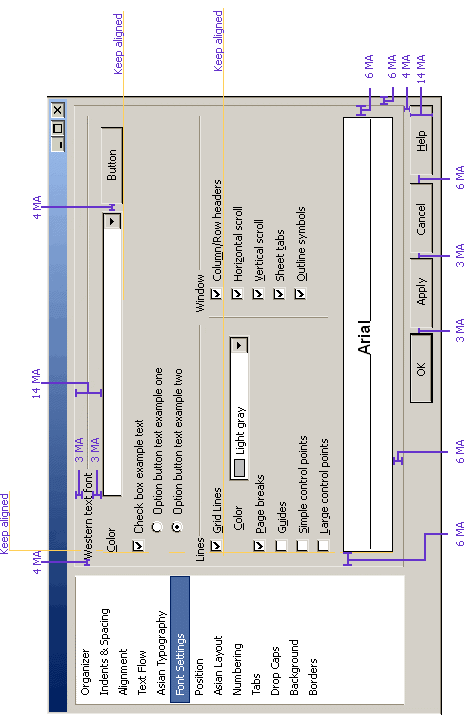 Organizer
Indents & Spacing
Alignment
Text Flow
Asian Typography
Font Settings
Position
Asian Layout
Numbering
Tabs
Drop Caps
Background
Borders
Keep aligned
4 MA
Western text font
Color
3 MA
3 MA
14 MA
4 MA
Button
Keep aligned
Check box example text
Option button text example one
Option button text example two
Lines
Grid Lines
Color
Light gray
Page breaks
Guides
Simple control points
Large control points
Keep aligned
Window
Column/Row headers
Horizontal scroll
Vertical scroll
Sheet tabs
Outline symbols
Arial
6 MA
6 MA
4 MA
14 MA
6 MA
6 MA
OK
Apply
Cancel
Help
3 MA
3 MA
6 MA